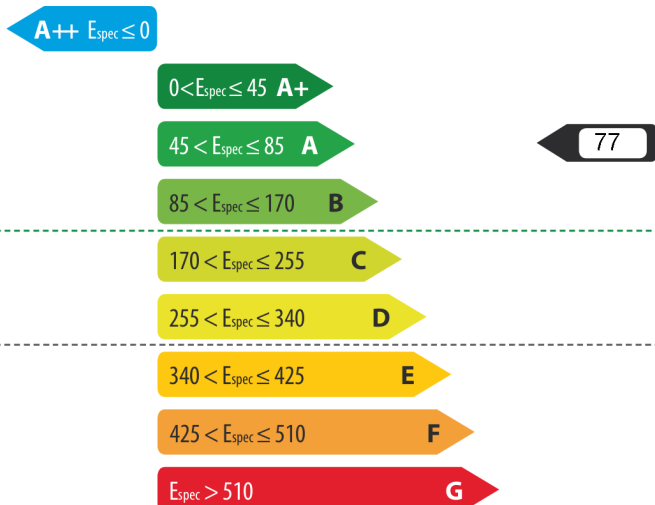 A++ Espec ≤ 0
0<Espec ≤ 45 A+
45 < Espec ≤ 85 A
77
85 < Espec ≤ 170 B
170 < Espec ≤ 255 C
255 < Espec ≤ 340 D
340 < Espec ≤ 425 E
425 < Espec ≤ 510 F
Espec > 510 G